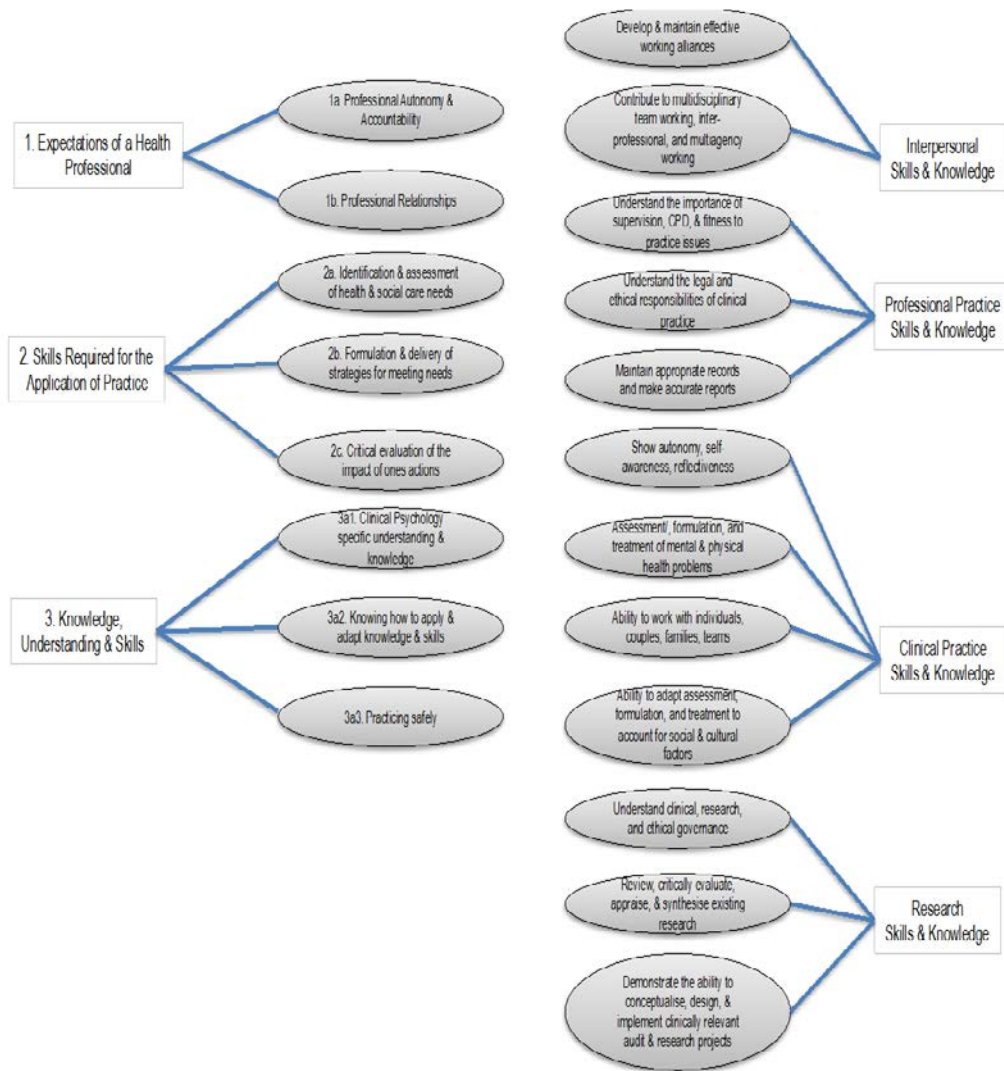 1. Expectations of a Health
Professional
1a. Professional Autonomy &
Accountability
1b. Professional Relationships
2. Skills Required for the
Application of Practice
2a. Identification & assessment
of health & social care needs
2b. Formulation & delivery of
strategies for meeting needs
2c. Critical evaluation of the
impact of ones actions
3. Knowledge,
Understanding & Skills
3a1. Clinical Psychology
specific understanding &
knowledge
3a2. Knowing how to apply &
adapt knowledge & skills
3a3. Practicing safely
Develop & maintain effective
working alliances
Contribute to multidisciplinary
team working, inter-
professional, and multiagency
working
Interpersonal
Skills & Knowledge
Understand the importance of
supervision, CPD, & fitness to
practice issues
Understand the legal and
ethical responsibilities of clinical
practice
Maintain appropriate records
and make accurate reports
Professional Practice
Skills & Knowledge
Show autonomy, self-
awareness, reflectiveness
Assessment/, formulation, and
treatment of mental & physical
health problems
Ability to work with individuals,
couples, families, teams
Ability to adapt assessment,
formulation, and treatment to
account for social & cultural
factors
Clinical Practice
Skills & Knowledge
Understand clinical, research,
and ethical governance
Review, critically evaluate,
appraise, & synthesise existing
research
Demonstrate the ability to
conceptualise, design, &
implement clinically relevant
audit & research projects
Research
Skills & Knowledge